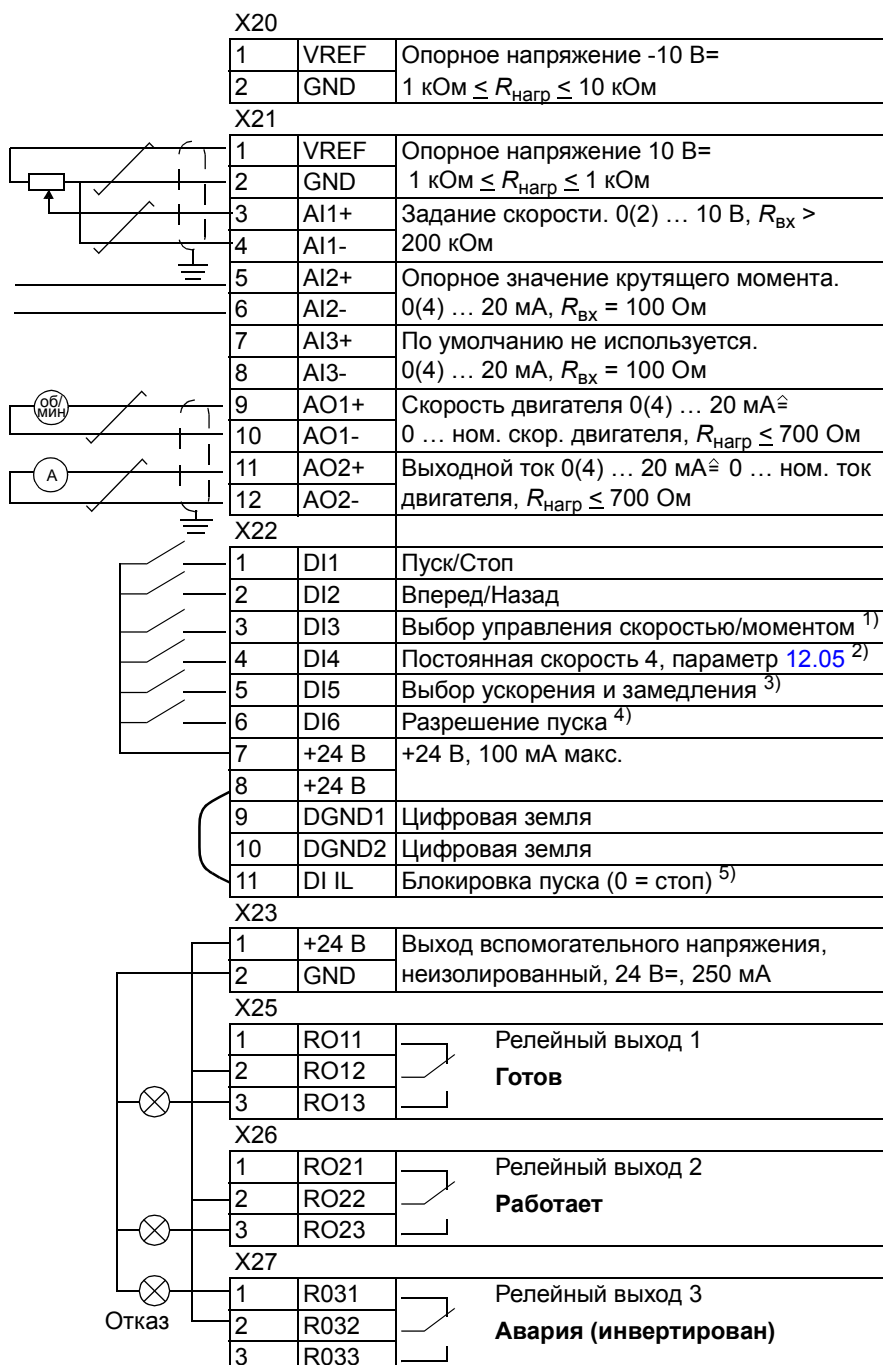 X20
1 VREF Опорное напряжение -10 В=
2 GND 1 кОм ≤ Rнагр ≤ 10 кОм
X21
1 VREF Опорное напряжение 10 В=
2 GND 1 кОм ≤ Rнагр ≤ 1 кОм
3 AI1+ Задание скорости. 0(2) … 10 В, Rвх >
4 AI1- 200 кОм
5 AI2+ Опорное значение крутящего момента.
6 AI2- 0(4) … 20 мА, Rвх = 100 Ом
7 AI3+ По умолчанию не используется.
8 AI3- 0(4) … 20 мА, Rвх = 100 Ом
об/
мин
9 AO1+ Скорость двигателя 0(4) … 20 мА≙
10 AO1- 0 … ном. скор. двигателя, Rнагр ≤ 700 Ом
A 11 AO2+ Выходной ток 0(4) … 20 мА≙ 0 … ном. ток
12 AO2- двигателя, Rнагр ≤ 700 Ом
X22
1 DI1 Пуск/Стоп
2 DI2 Вперед/Назад
3 DI3 Выбор управления скоростью/моментом 1)
4 DI4 Постоянная скорость 4, параметр 12.05 2)
5 DI5 Выбор ускорения и замедления 3)
6 DI6 Разрешение пуска 4)
7 +24 В +24 В, 100 мА макс.
8 +24 В
9 DGND1 Цифровая земля
10 DGND2 Цифровая земля
11 DI IL Блокировка пуска (0 = стоп) 5)
X23
1 +24 В Выход вспомогательного напряжения,
2 GND неизолированный, 24 В=, 250 мА
X25
1 RO11 Релейный выход 1
2 RO12 Готов
3 RO13
X26
1 RO21 Релейный выход 2
2 RO22 Работает
3 RO23
X27
1 R031 Релейный выход 3
Отказ
2 R032 Авария (инвертирован)
3 R033